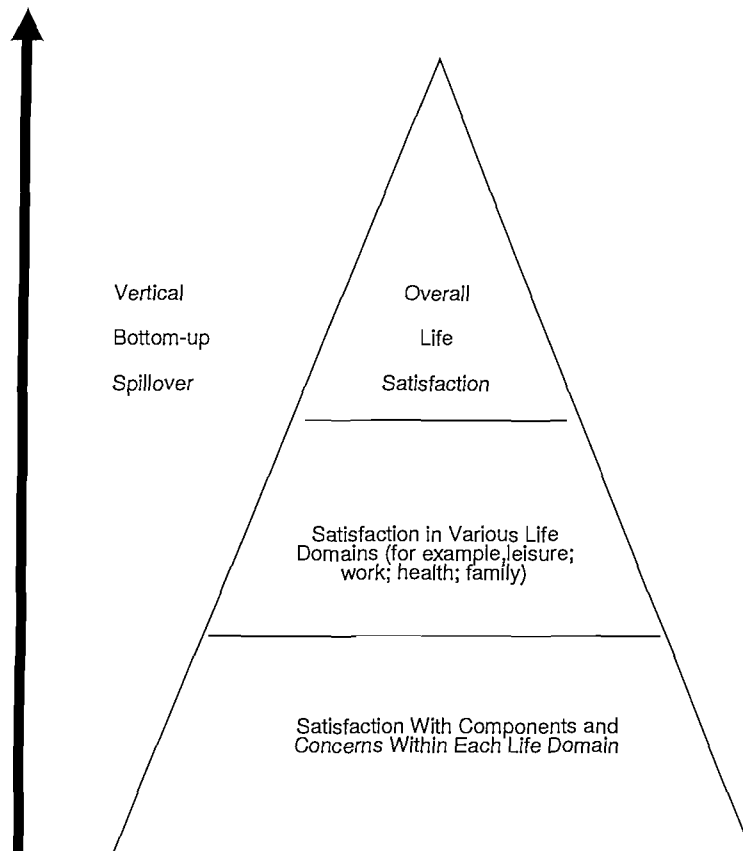 Vertical
Bottom-up
Spillover
Overall
Life
Satisfaction
Satisfaction in Various Life
Domains (for example,leisure;
work; health; family)
Satisfaction With Components and
Concerns Within Each Life Domain